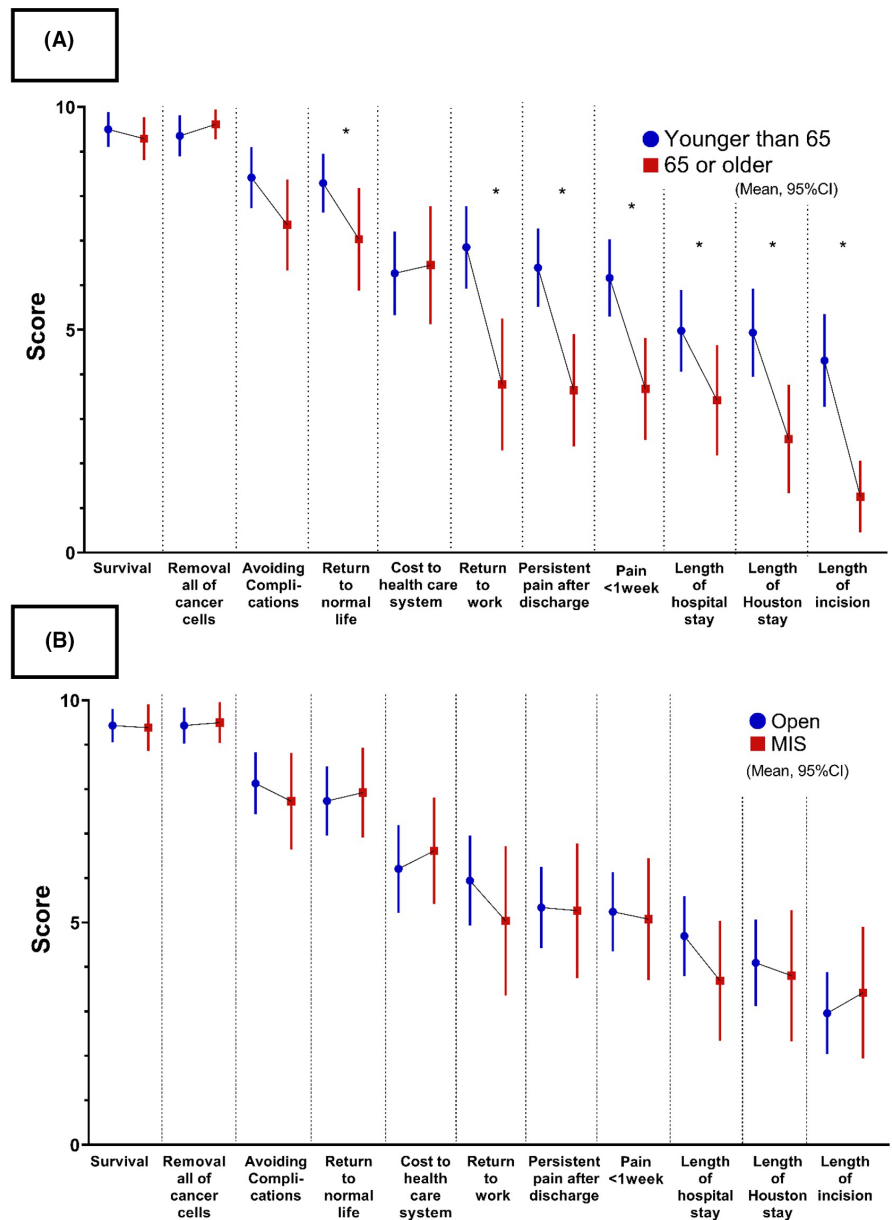 (A)
10
5
0
Score
Younger than 65
65 or older
(Mean, 95%CI)
*
*
*
*
*
*
*
Survival
Removal
all of
cancer
cells
Avoiding
Compli-
cations
Return
to
normal
life
Cost to
health care
system
Return
to
work
Persistent
pain after
discharge
Pain
<1week
Length
of
hospital
stay
Length
of
Houston
stay
Length
of
incision
(B)
10
5
0
Score
Open
MIS
(Mean, 95%CI)
Survival
Removal
all of
cancer
cells
Avoiding
Compli-
cations
Return
to
normal
life
Cost to
health
care
system
Return
to
work
Persistent
pain after
discharge
Pain
<1week
Length
of
hospital
stay
Length
of
Houston
stay
Length
of
incision